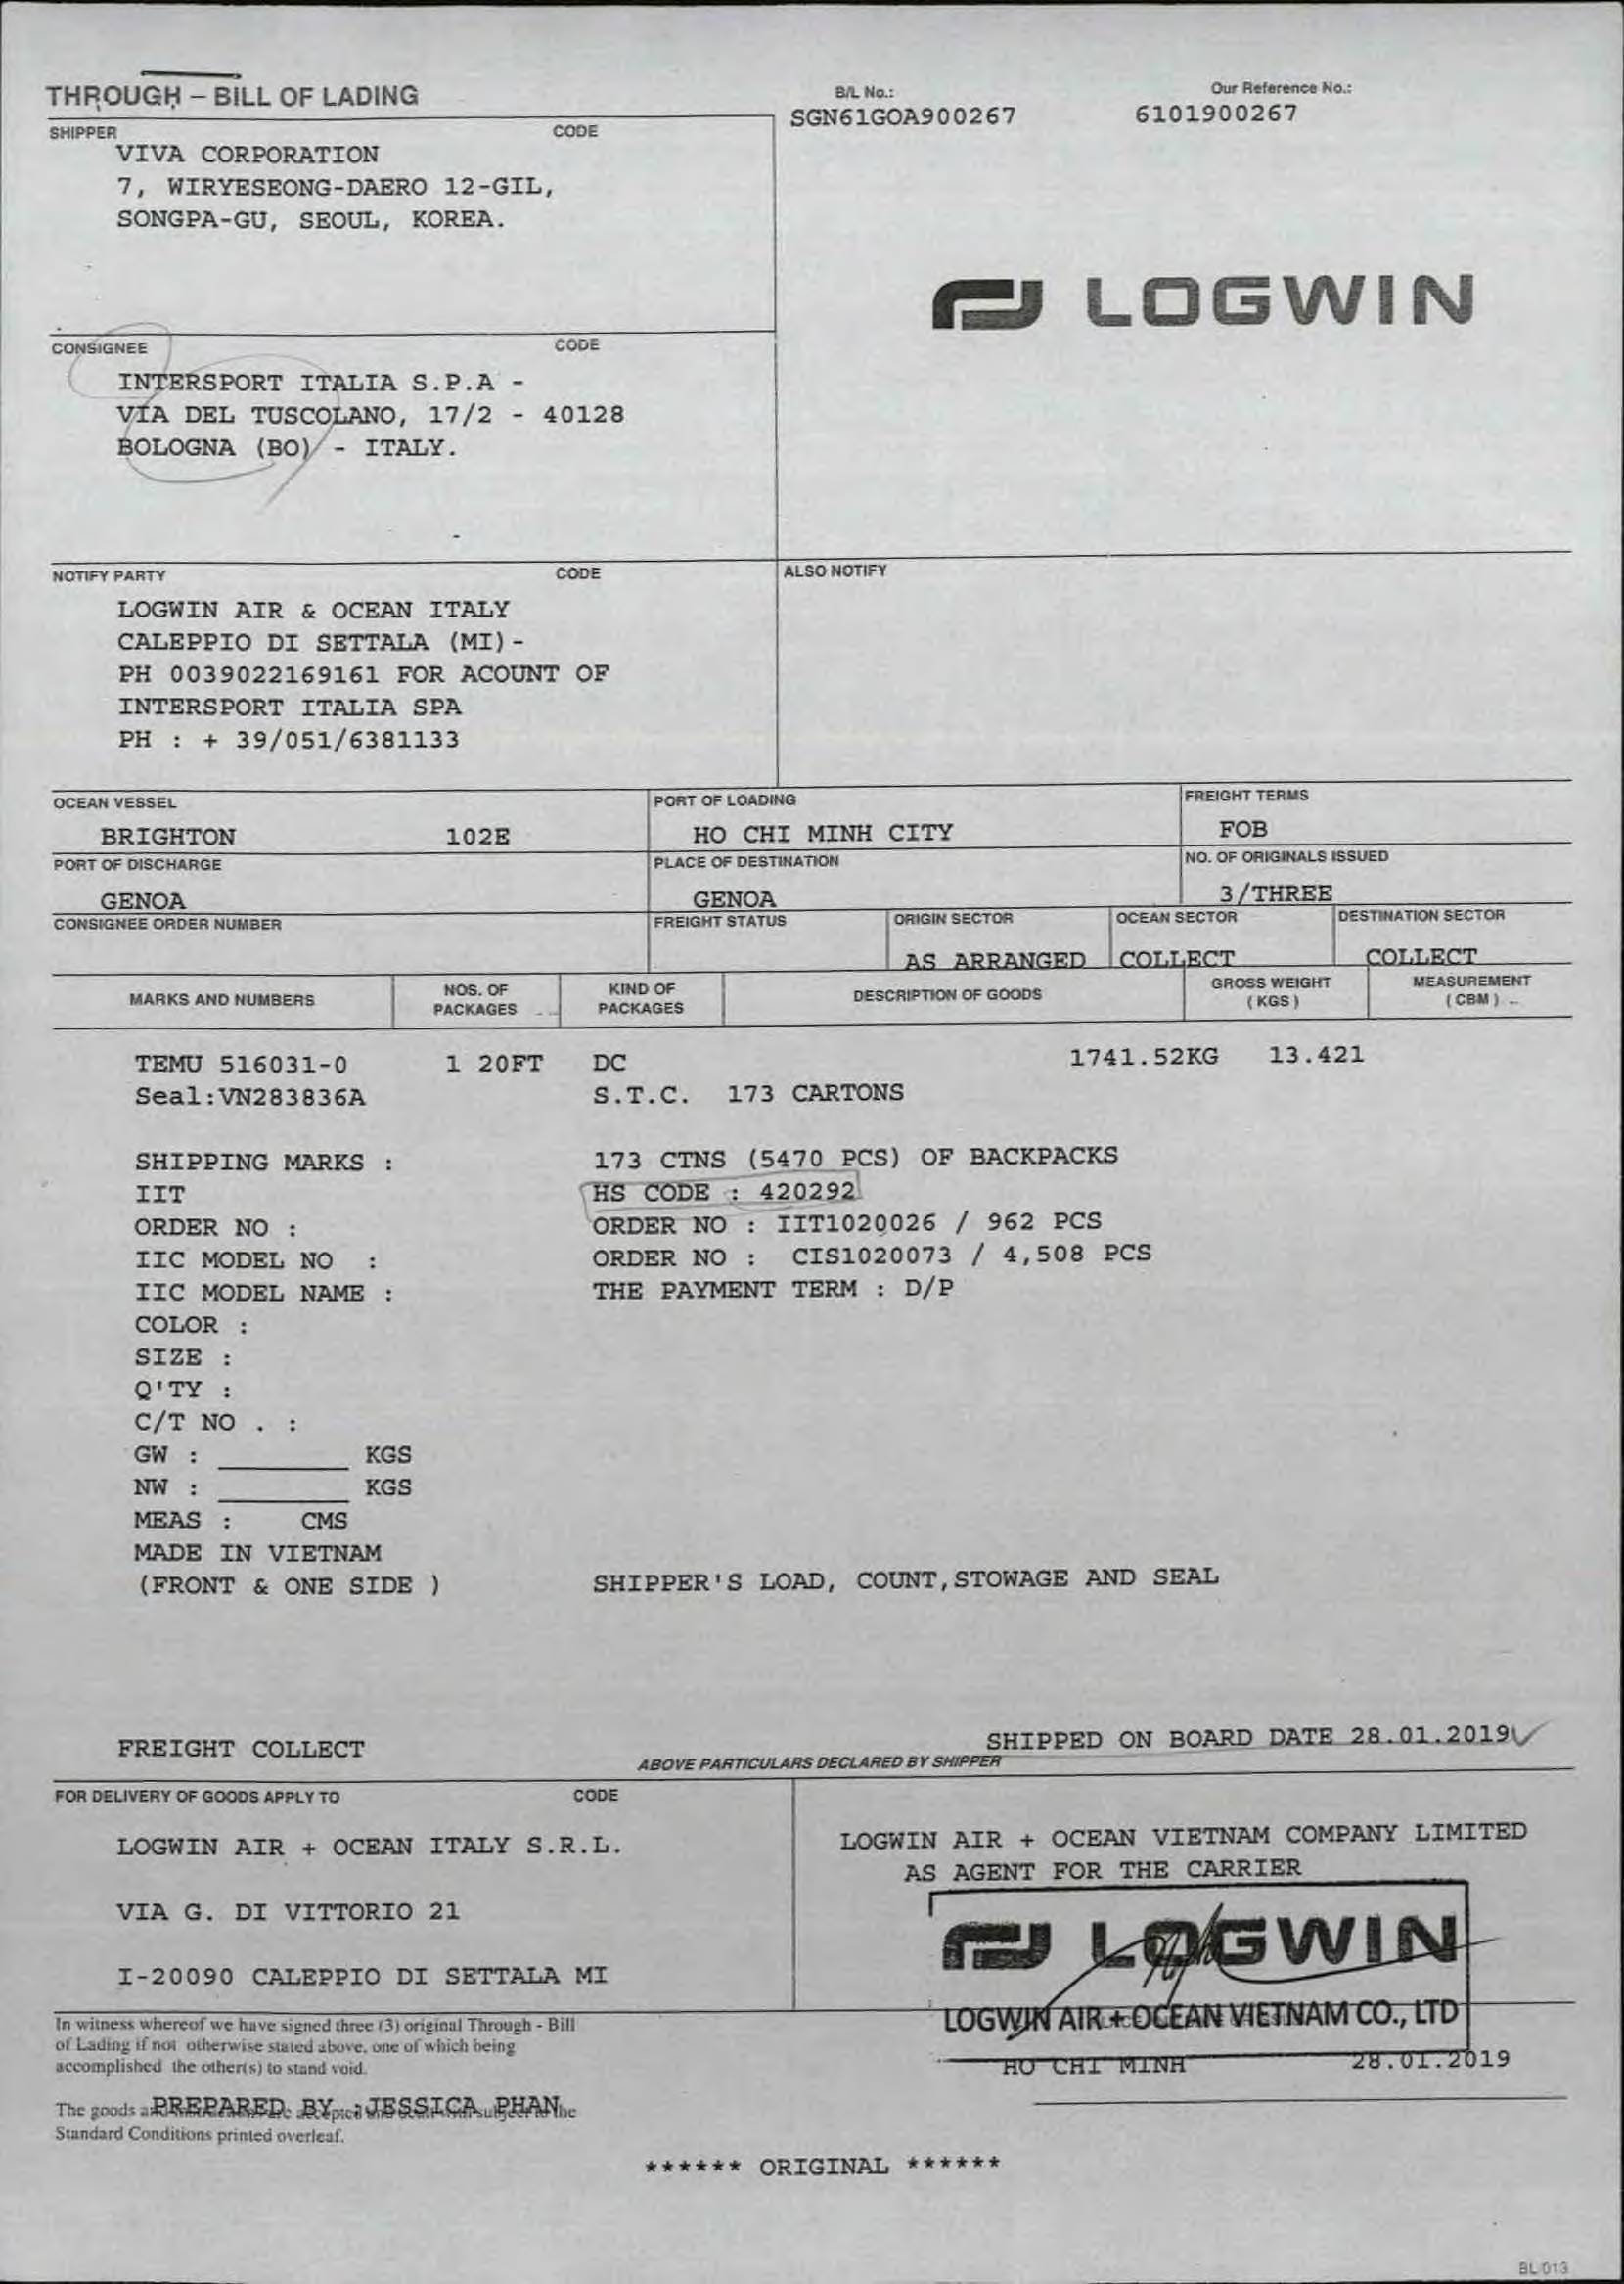 THROUGH – BILL OF LADING
B/L No.:
Our Reference No.:
SGN61GOA900267
6101900267
SHIPPER
CODE
VIVA CORPORATION
7, WIRYESEONG-DAERO 12-GIL,
SONGPA-GU, SEOUL, KOREA.
LOGWIN
CONSIGNEE
CODE
INTERSPORT ITALIA S.P.A -
VIA DEL TUSCOLANO, 17/2 - 40128
BOLOGNA (BO) - ITALY.
NOTIFY PARTY
CODE
ALSO NOTIFY
LOGWIN AIR & OCEAN ITALY
CALEPPIO DI SETTALA (MI)-
PH 0039022169161 FOR ACOUNT OF
INTERSPORT ITALIA SPA
PH : + 39/051/6381133
OCEAN VESSEL
PORT OF LOADING
FREIGHT TERMS
BRIGHTON 102E
HO CHI MINH CITY
FOB
PORT OF DISCHARGE
PLACE OF DESTINATION
NO. OF ORIGINALS ISSUED
GENOA
GENOA
3/THREE
CONSIGNEE ORDER NUMBER
FREIGHT STATUS
ORIGIN SECTOR
OCEAN SECTOR
DESTINATION SECTOR
AS ARRANGED
COLLECT
COLLECT
MARKS AND NUMBERS
NOS. OF
PACKAGES
KIND OF
PACKAGES
DESCRIPTION OF GOODS
GROSS WEIGHT
(KGS)
MEASUREMENT
(CBM)
TEMU 516031-0 1 20FT DC 1741.52KG 13.421
Seal:VN283836A S.T.C. 173 CARTONS
SHIPPING MARKS : 173 CTNS (5470 PCS) OF BACKPACKS
IIT HS CODE : 420292
ORDER NO : ORDER NO : IIT1020026 / 962 PCS
IIC MODEL NO : ORDER NO : CIS1020073 / 4,508 PCS
IIC MODEL NAME : THE PAYMENT TERM : D/P
COLOR :
SIZE :
Q'TY :
C/T NO . :
GW : ________ KGS
NW : ________ KGS
MEAS : CMS
MADE IN VIETNAM
(FRONT & ONE SIDE ) SHIPPER'S LOAD, COUNT,STOWAGE AND SEAL
FREIGHT COLLECT
SHIPPED ON BOARD DATE 28.01.2019
ABOVE PARTICULARS DECLARED BY SHIPPER
FOR DELIVERY OF GOODS APPLY TO
CODE
LOGWIN AIR + OCEAN ITALY S.R.L.
VIA G. DI VITTORIO 21
I-20090 CALEPPIO DI SETTALA MI
LOGWIN AIR + OCEAN VIETNAM COMPANY LIMITED
AS AGENT FOR THE CARRIER
LOGWIN
LOGWIN AIR + OCEAN VIETNAM CO., LTD
HO CHI MINH 28.01.2019
In witness whereof we have signed three (3) original Through - Bill
of Lading if not otherwise stated above, one of which being
accomplished the other(s) to stand void.
The goods
PREPARED BY : JESSICA PHAN
Standard Conditions printed overleaf.
****** ORIGINAL ******
BL 013